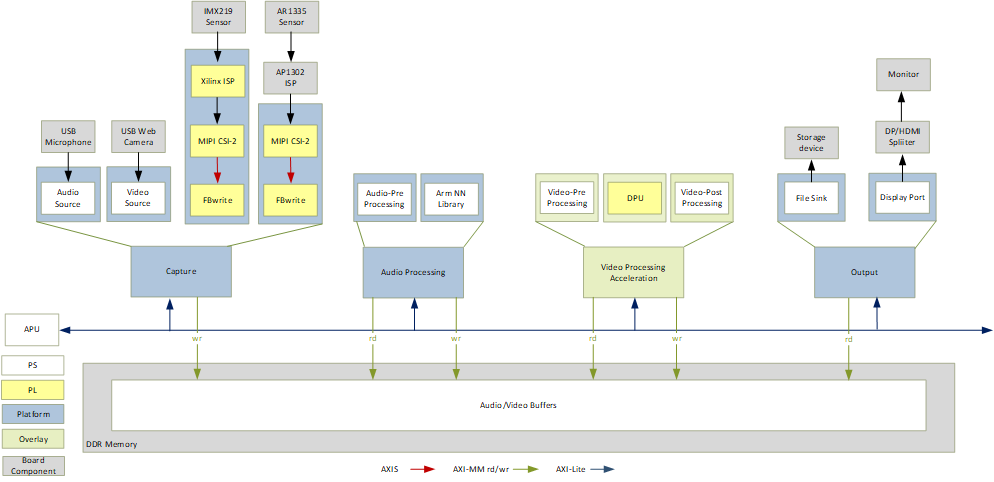 IMX219
Sensor
AR1335
Sensor
Xilinx ISP
AP1302
ISP
Monitor
USB
Microphone
USB Web
Camera
MIPI CSI-2
MIPI CSI-2
Storage
device
DP/HDMI
Spliiter
Audio
Source
Video
Source
FBwrite
FBwrite
Audio-Pre
Processing
Arm NN
Library
Video-Pre
Processing
DPU
Video-Post
Processing
File Sink
Display Port
Capture
Audio Processing
Video Processing
Acceleration
Output
APU
wr
rd
wr
rd
wr
rd
PS
PL
Platform
Overlay
Board
Component
Audio/Video Buffers
DDR Memory
AXIS
AXI-MM rd/wr
AXI-Lite